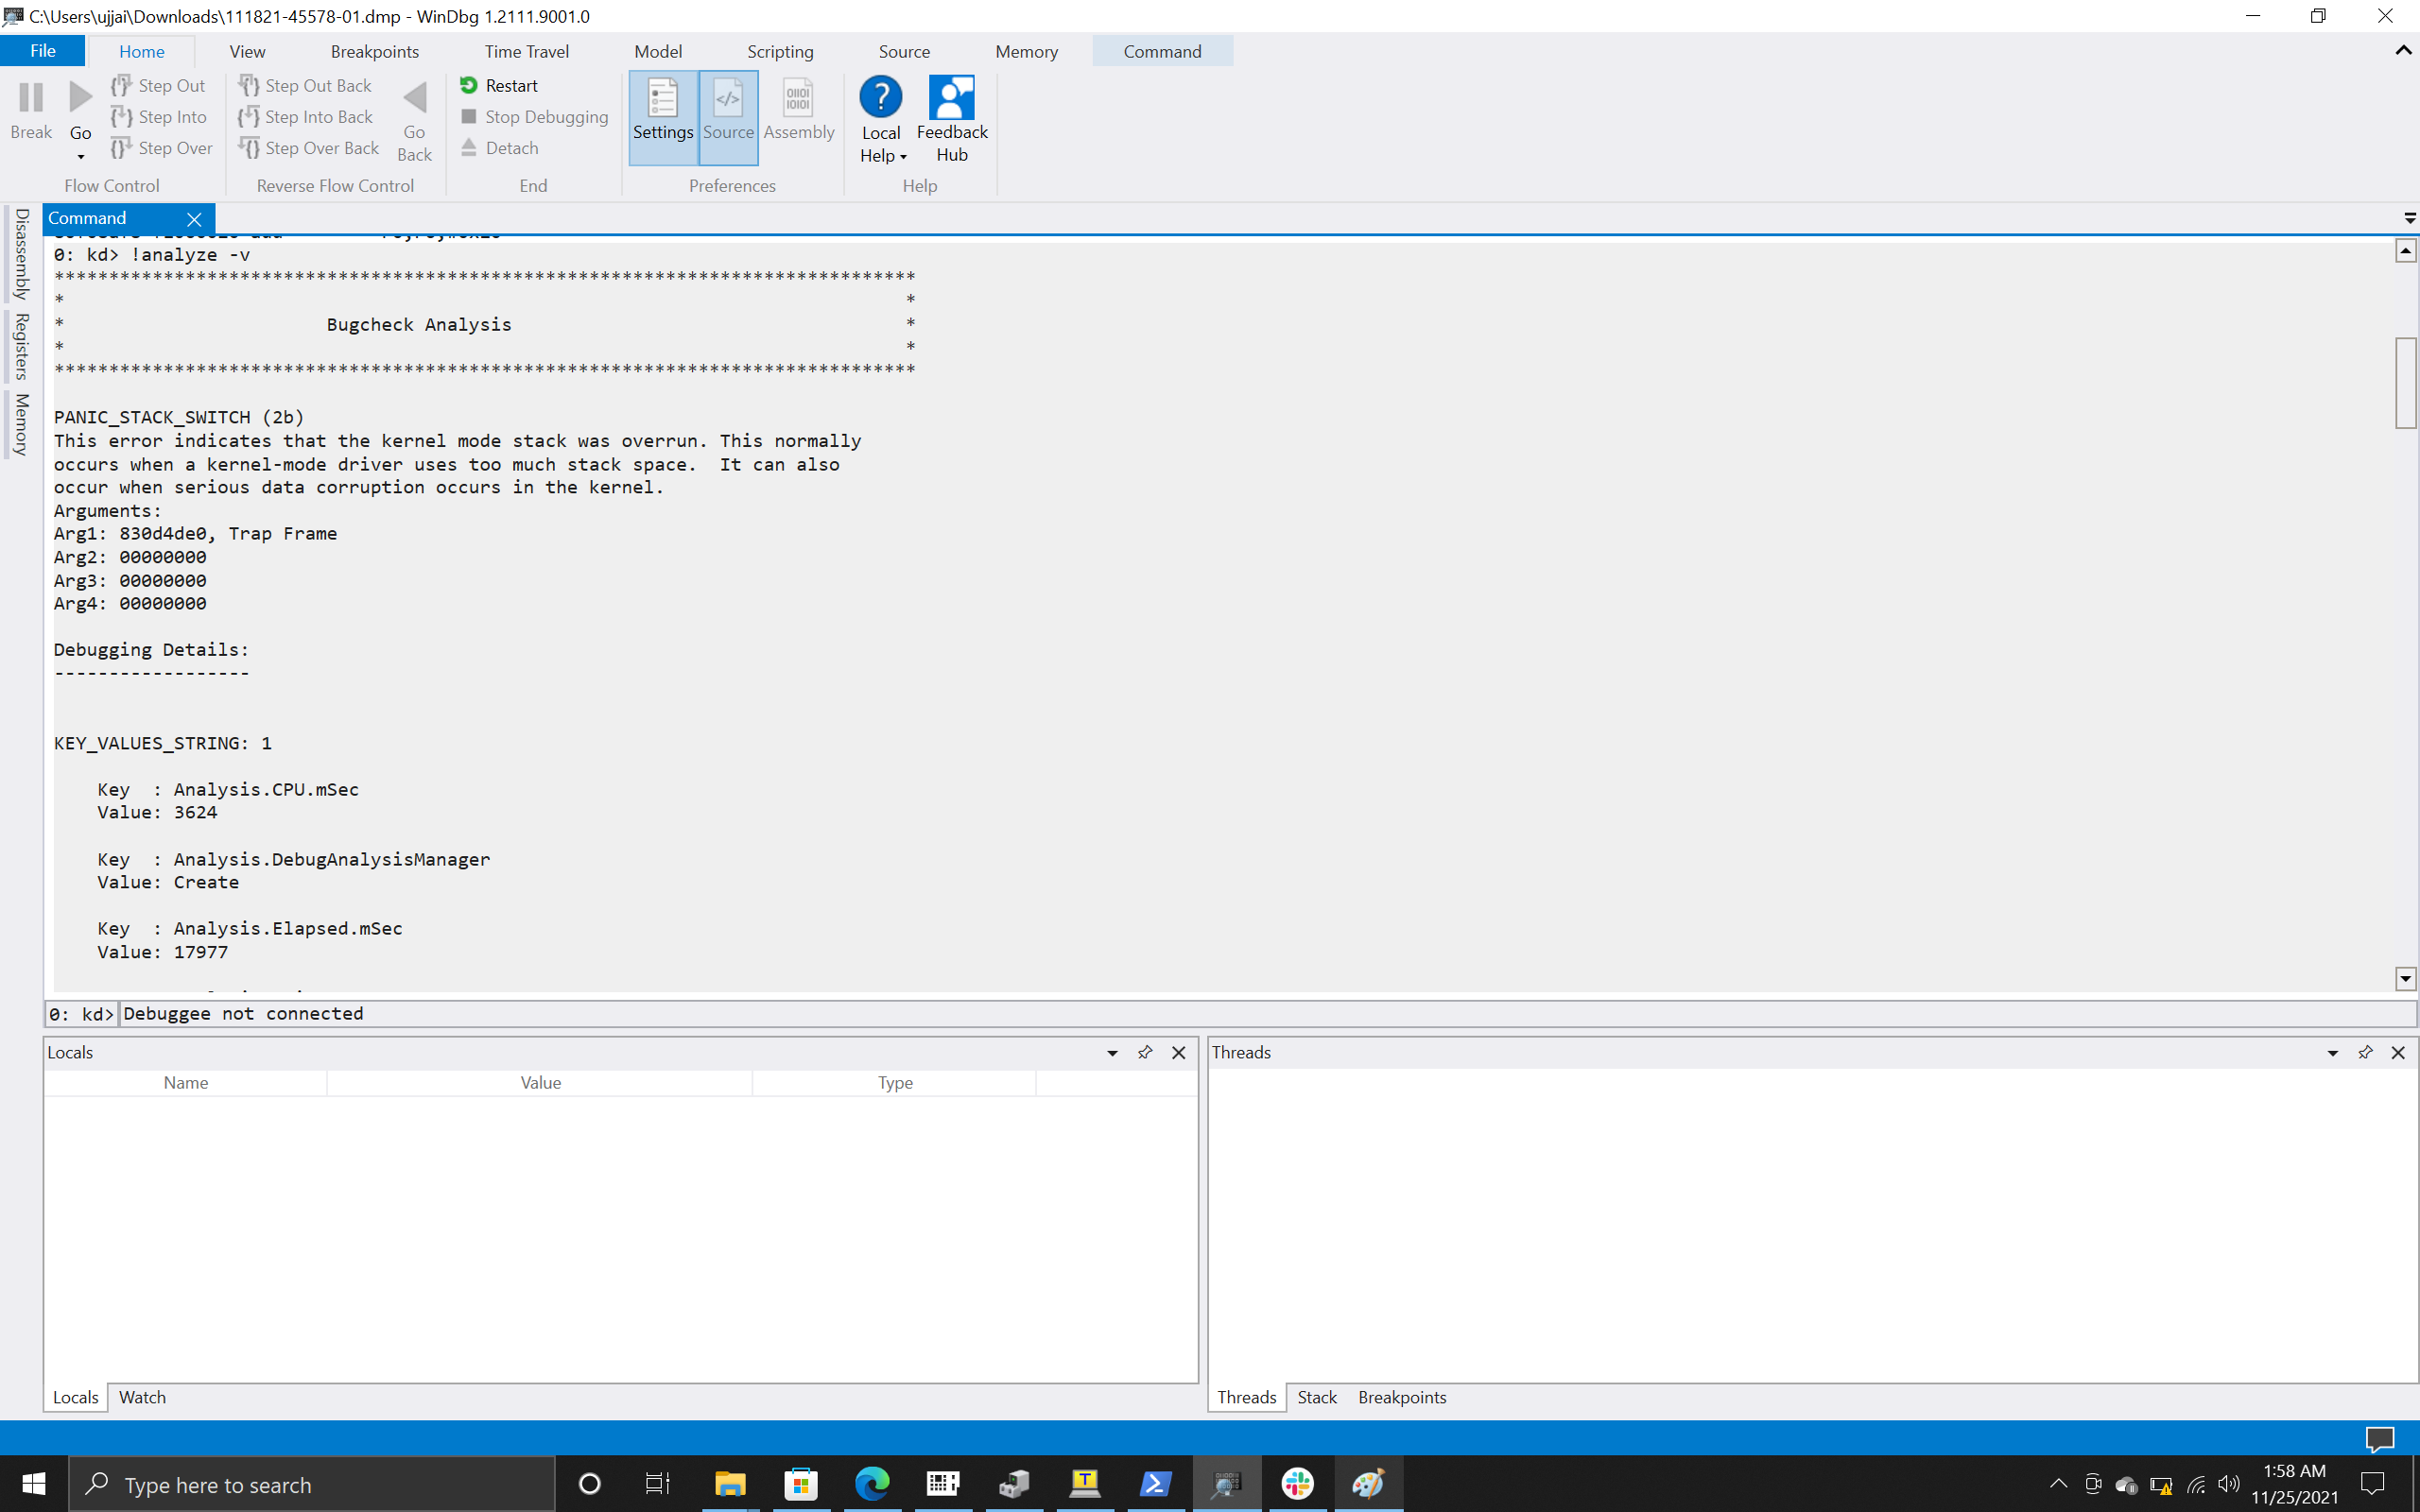 C:\Users\ujjai\Downloads\111821-45578-01.dmp - WinDbg 1.2111.9001.0
File Home View Breakpoints Time Travel Model Scripting Source Memory Command
Break
Go
Step Out
Step Into
Step Over
Flow Control
Step Out Back
Step Into Back
Step Over Back
Go Back
Reverse Flow Control
Restart
Stop Debugging
Detach
End
Settings Source Assembly
Preferences
Local Help
Feedback Hub
Help
Disassembly
Registers
Memory
Command
0: kd> !analyze -v
*******************************************************************************
* *
* Bugcheck Analysis *
* *
*******************************************************************************
PANIC_STACK_SWITCH (2b)
This error indicates that the kernel mode stack was overrun. This normally
occurs when a kernel-mode driver uses too much stack space. It can also
occur when serious data corruption occurs in the kernel.
Arguments:
Arg1: 830d4de0, Trap Frame
Arg2: 00000000
Arg3: 00000000
Arg4: 00000000
Debugging Details:
------------------
KEY_VALUES_STRING: 1
Key : Analysis.CPU.mSec
Value: 3624
Key : Analysis.DebugAnalysisManager
Value: Create
Key : Analysis.Elapsed.mSec
Value: 17977
0: kd> Debuggee not connected
Locals
Name Value Type
Locals Watch
Threads
Threads Stack Breakpoints
Type here to search
1:58 AM
11/25/2021